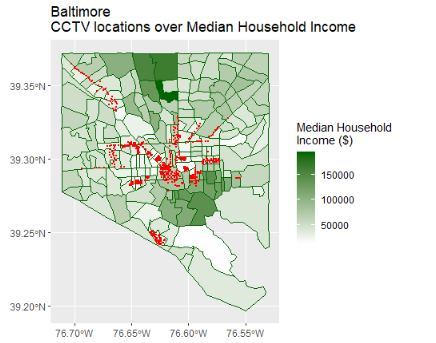 Baltimore
CCTV locations over Median Household Income
39.35°N
39.30°N
39.25°N
39.20°N
76.70°W 76.65°W 76.60°W 76.55°W
Median Household
Income ($)
150000
100000
50000